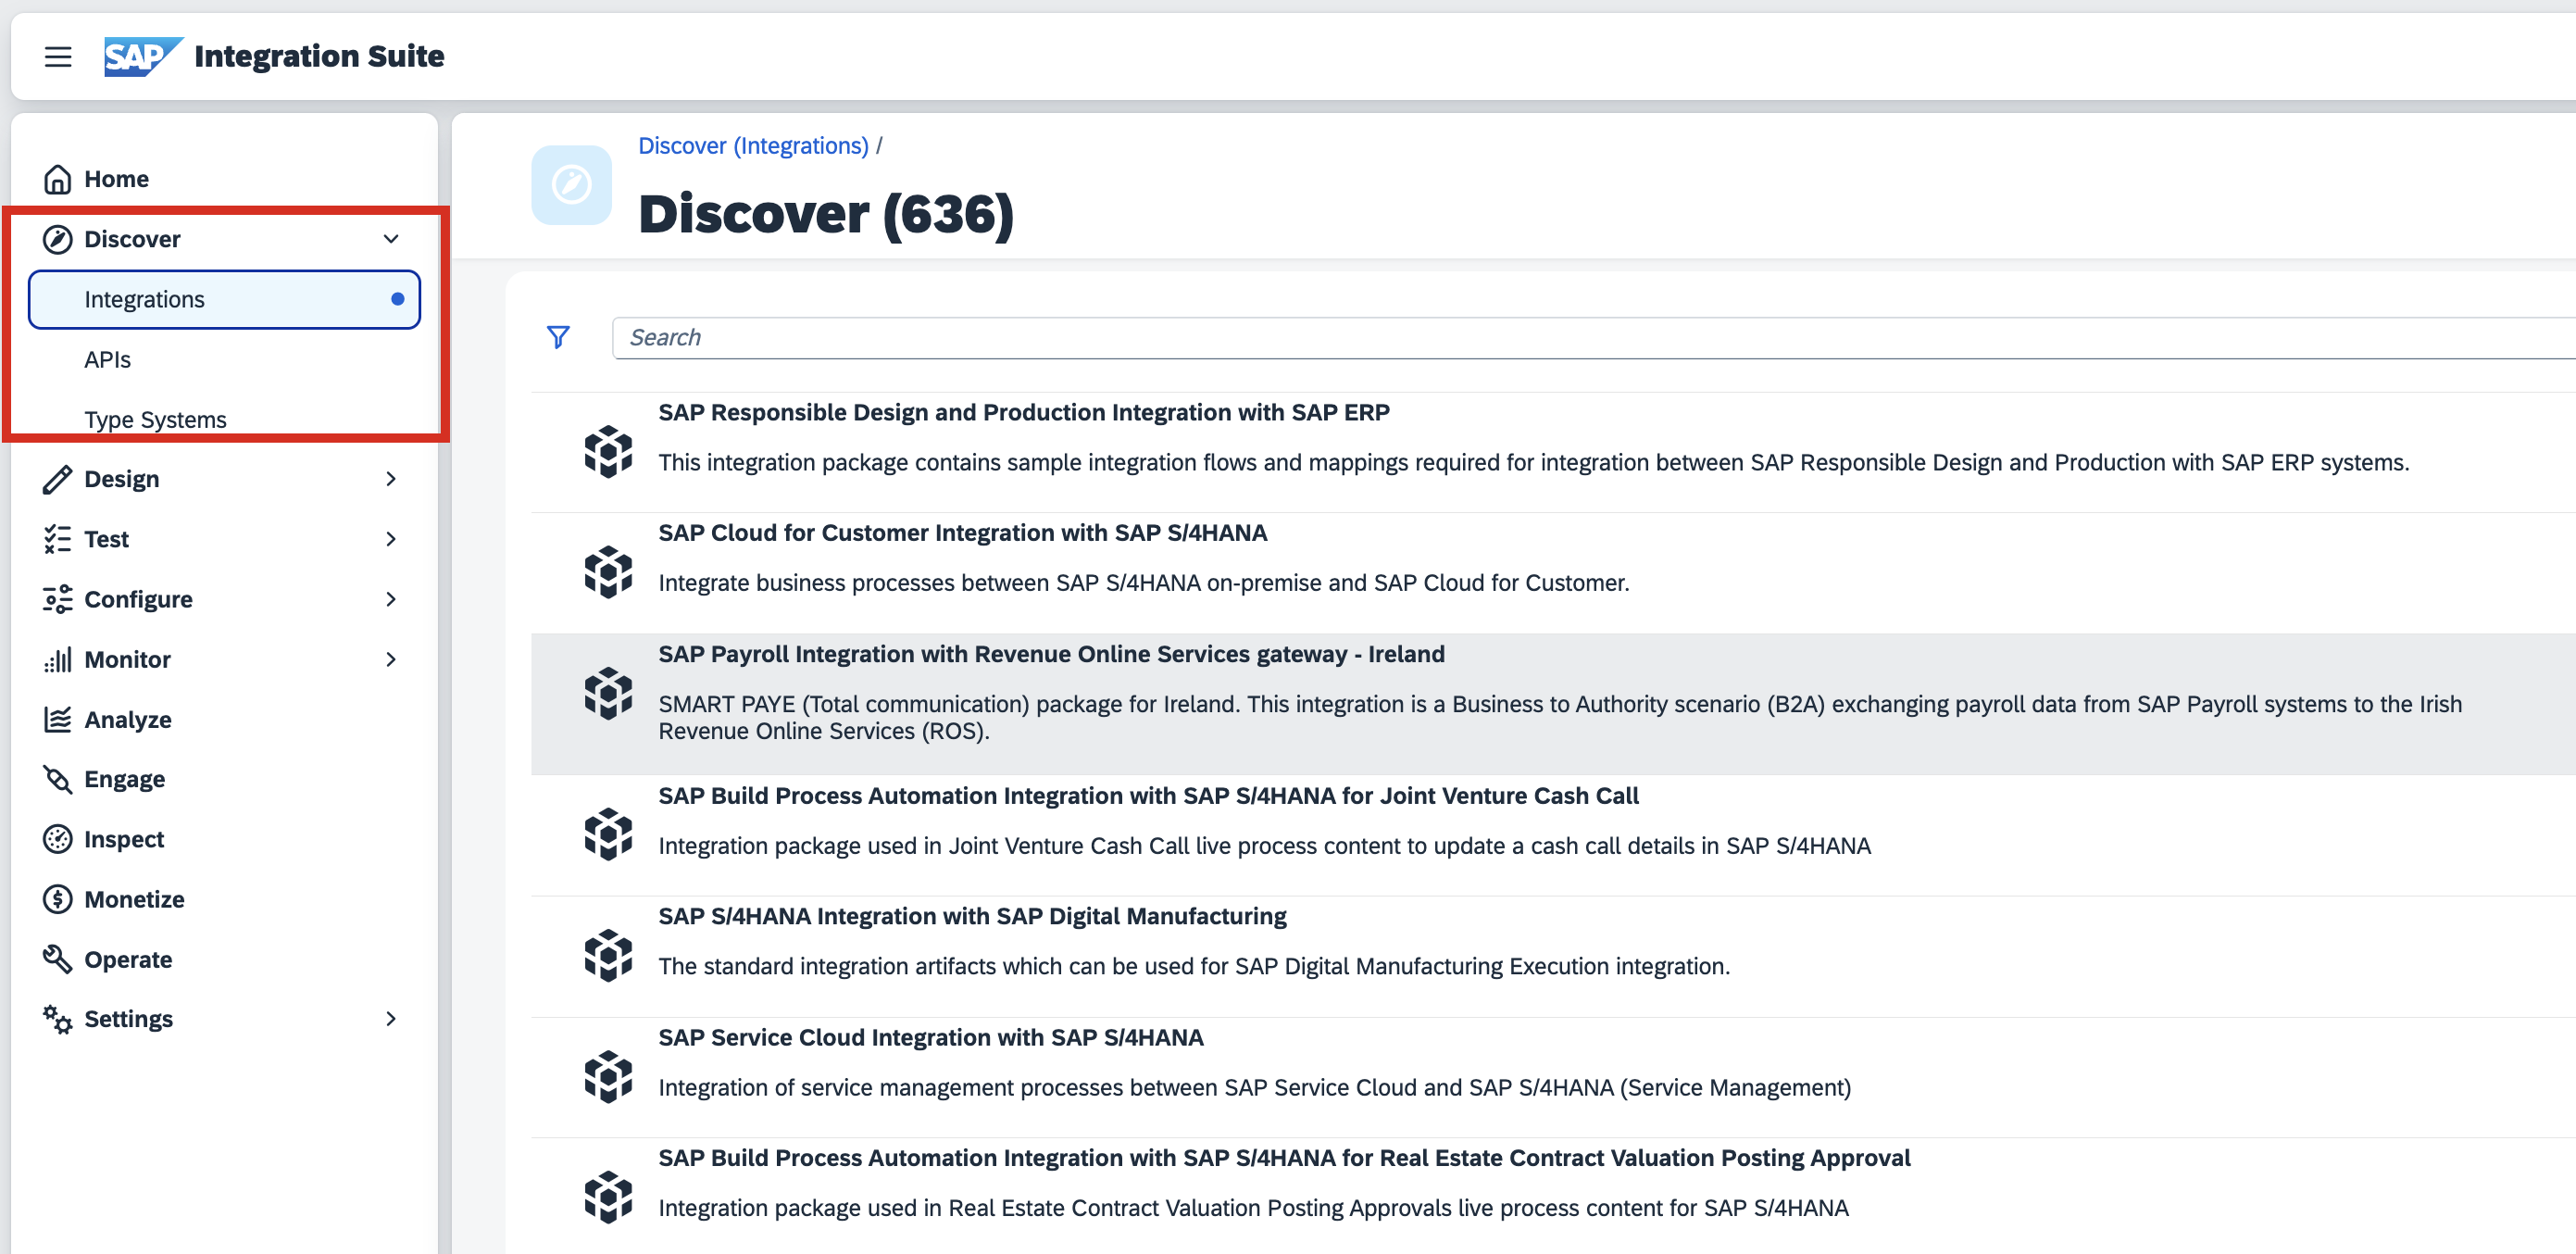 SAP Integration Suite
Home
Discover
Integrations
APIs
Type Systems
Design
Test
Configure
Monitor
Analyze
Engage
Inspect
Monetize
Operate
Settings
Discover (Integrations) /
Discover (636)
Search
SAP Responsible Design and Production Integration with SAP ERP
This integration package contains sample integration flows and mappings required for integration between SAP Responsible Design and Production with SAP ERP systems.
SAP Cloud for Customer Integration with SAP S/4HANA
Integrate business processes between SAP S/4HANA on-premise and SAP Cloud for Customer.
SAP Payroll Integration with Revenue Online Services gateway - Ireland
SMART PAYE (Total communication) package for Ireland. This integration is a Business to Authority scenario (B2A) exchanging payroll data from SAP Payroll systems to the Irish
Revenue Online Services (ROS).
SAP Build Process Automation Integration with SAP S/4HANA for Joint Venture Cash Call
Integration package used in Joint Venture Cash Call live process content to update a cash call details in SAP S/4HANA
SAP S/4HANA Integration with SAP Digital Manufacturing
The standard integration artifacts which can be used for SAP Digital Manufacturing Execution integration.
SAP Service Cloud Integration with SAP S/4HANA
Integration of service management processes between SAP Service Cloud and SAP S/4HANA (Service Management)
SAP Build Process Automation Integration with SAP S/4HANA for Real Estate Contract Valuation Posting Approval
Integration package used in Real Estate Contract Valuation Posting Approvals live process content for SAP S/4HANA